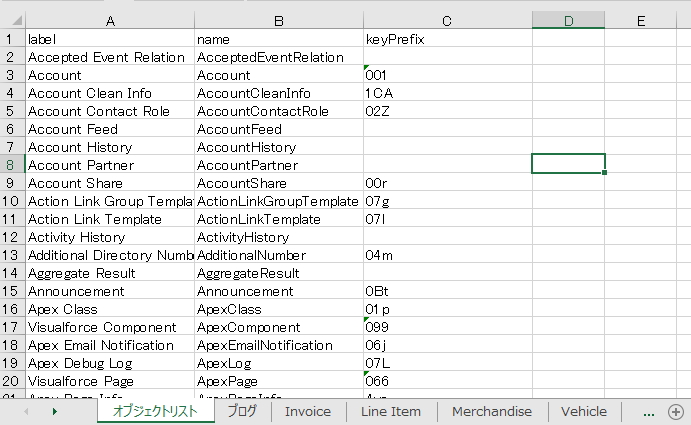 A B C D E
1 label name keyPrefix
2 Accepted Event Relation AcceptedEventRelation
3 Account Account 001
4 Account Clean Info AccountCleanInfo 1CA
5 Account Contact Role AccountContactRole 02Z
6 Account Feed AccountFeed
7 Account History AccountHistory
8 Account Partner AccountPartner
9 Account Share AccountShare 00r
10 Action Link Group Templa ActionLinkGroupTemplate 07g
11 Action Link Template ActionLinkTemplate 07l
12 Activity History ActivityHistory
13 Additional Directory Numb AdditionalNumber 04m
14 Aggregate Result AggregateResult
15 Announcement Announcement 0Bt
16 Apex Class ApexClass 01p
17 Visualforce Component ApexComponent 099
18 Apex Email Notification ApexEmailNotification 06j
19 Apex Debug Log ApexLog 07L
20 Visualforce Page ApexPage 066
21 Apex Page Info ApexPageInfo
オブジェクトリスト ブログ Invoice Line Item Merchandise Vehicle ...